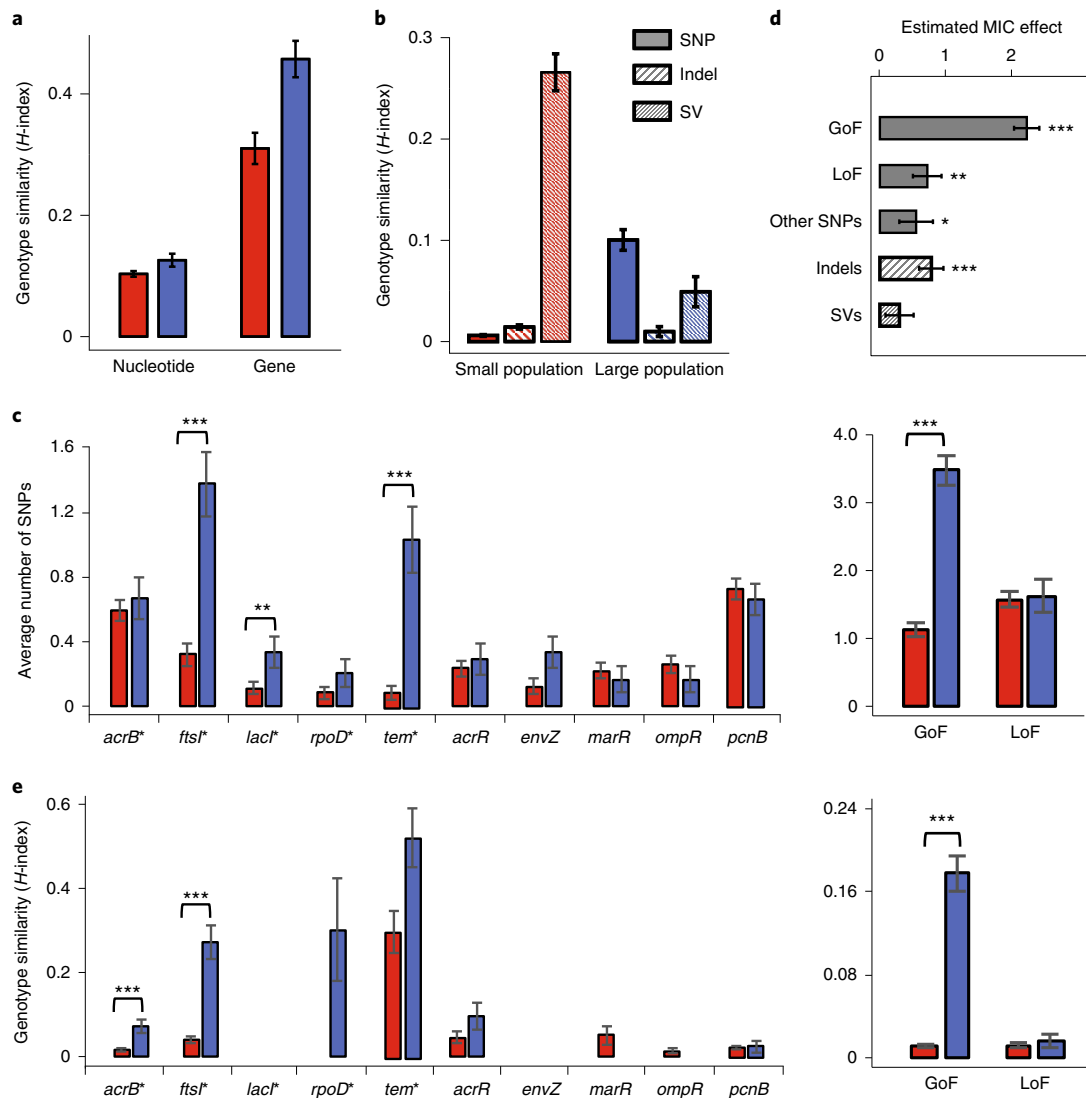 a
Genotype similarity (H-index)
0.4
0.2
0
Nucleotide
Gene
b
Genotype similarity (H-index)
0.3
0.2
0.1
0
SNP
Indel
SV
Small population
Large population
d
Estimated MIC effect
0
1
2
GoF
***
LoF
**
Other SNPs
*
Indels
***
SVs
c
Average number of SNPs
1.6
1.2
0.8
0.4
0
***
**
***
acrB*
ftsI*
lacI*
rpoD*
tem*
acrR
envZ
marR
ompR
pcnB
4.0
3.0
2.0
1.0
0
***
GoF
LoF
e
Genotype similarity (H-index)
0.6
0.4
0.2
0
***
***
acrB*
ftsI*
lacI*
rpoD*
tem*
acrR
envZ
marR
ompR
pcnB
0.24
0.16
0.08
0
***
GoF
LoF